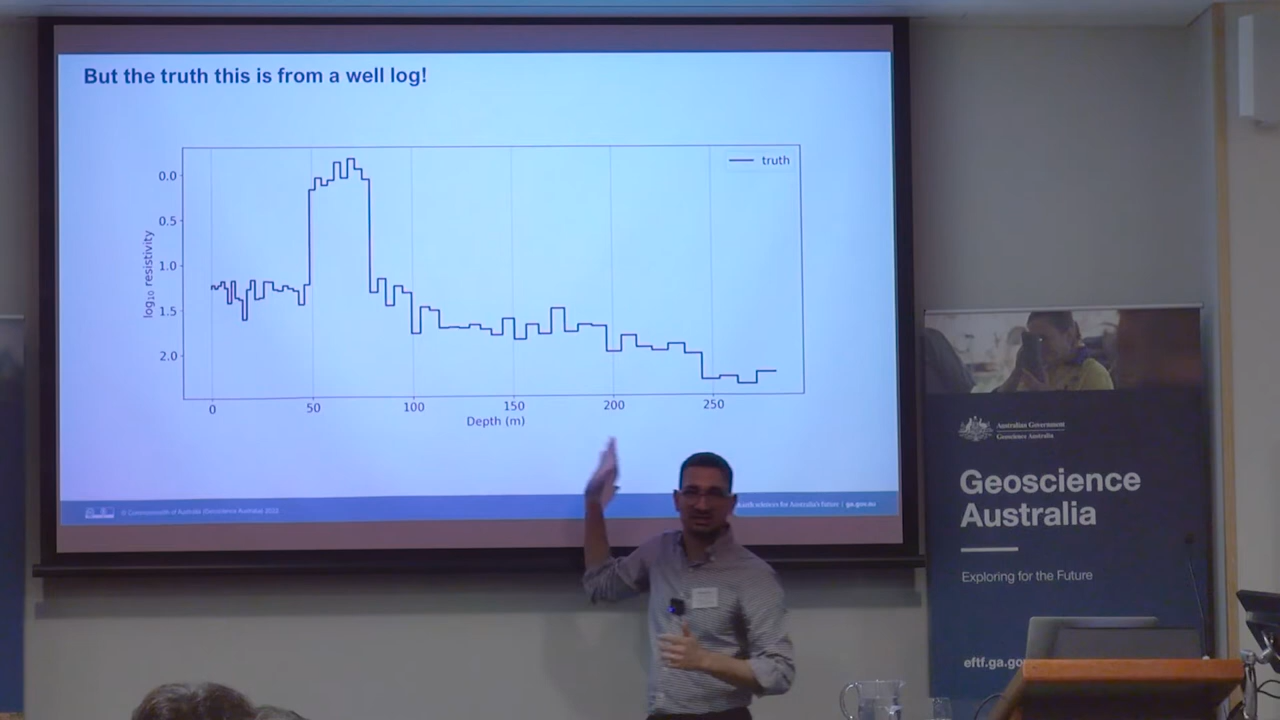 But the truth this is from a well log!
truth
0.0
0.5
1.0
1.5
2.0
log₁₀ resistivity
0 50 100 150 200 250
Depth (m)
© Commonwealth of Australia (Geoscience Australia) 2022
sciences for Australia's future | ga.gov.au
Australian Government
Geoscience Australia
Geoscience
Australia
Exploring for the Future
eftf.ga.go